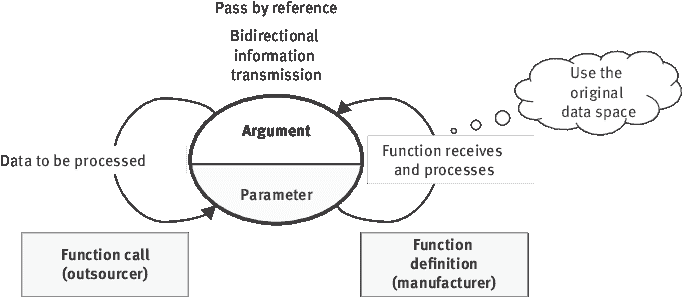 Pass by reference
Bidirectional
information
transmission
Use the
original
data space
Argument
Data to be processed
Function receives
and processes
Parameter
Function call
(outsourcer)
Function
definition
(manufacturer)